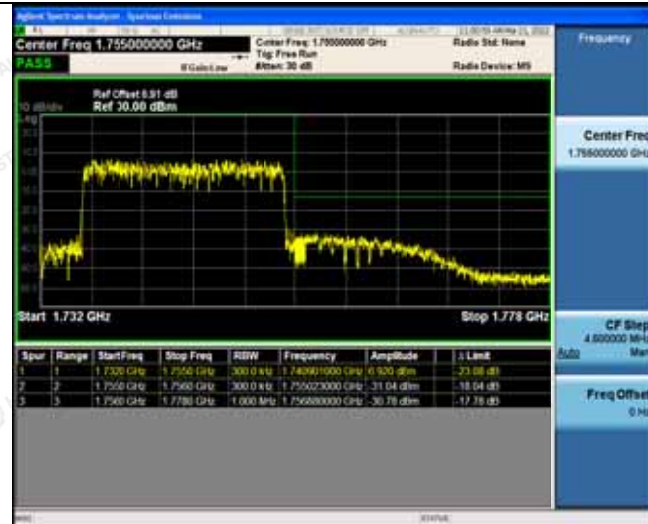 Agilent Spectrum Analyzer - Spurious Emissions
Center Freq 1.755000000 GHz
Center Freq: 1.755000000 GHz
Radio Std: None
Frequency
PASS
IFGain:Low
Trig: Free Run
#Atten: 30 dB
Radio Device: MS
Ref Offset 6.91 dB
10 dB/div
Ref 30.00 dBm
Log
Center Freq
1.755000000 GHz
Start 1.732 GHz
Stop 1.778 GHz
CF Step
4.600000 MHz
Auto
Man
Spur
Range
Start Freq
Stop Freq
RBW
Frequency
Amplitude
Δ Limit
1
1
1.7320 GHz
1.7550 GHz
300.0 kHz
1.740901000 GHz
6.920 dBm
-23.08 dB
2
2
1.7550 GHz
1.7560 GHz
300.0 kHz
1.755023000 GHz
-31.04 dBm
-18.04 dB
3
3
1.7560 GHz
1.7780 GHz
1.000 MHz
1.756880000 GHz
-30.78 dBm
-17.78 dB
Freq Offset
0 Hz
MSG
STATUS